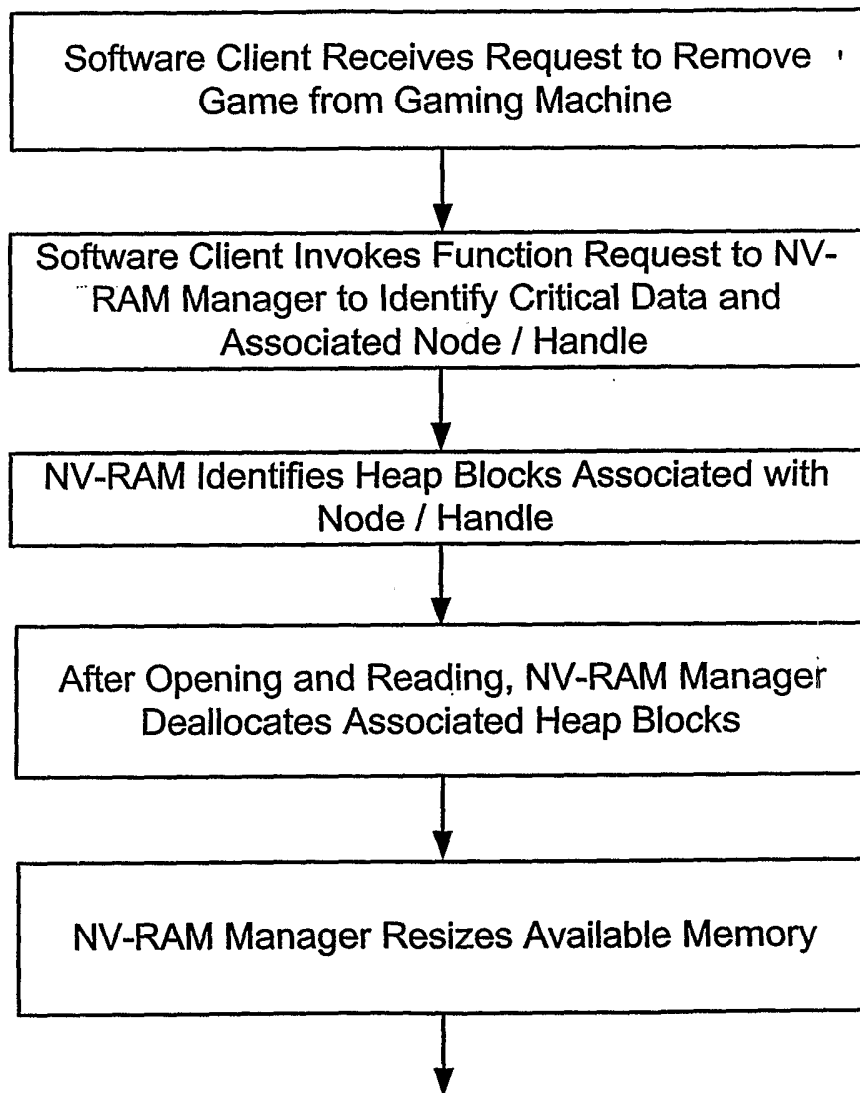 Software Client Receives Request to Remove
Game from Gaming Machine
Software Client Invokes Function Request to NV-
RAM Manager to Identify Critical Data and
Associated Node / Handle
NV-RAM Identifies Heap Blocks Associated with
Node / Handle
After Opening and Reading, NV-RAM Manager
Deallocates Associated Heap Blocks
NV-RAM Manager Resizes Available Memory